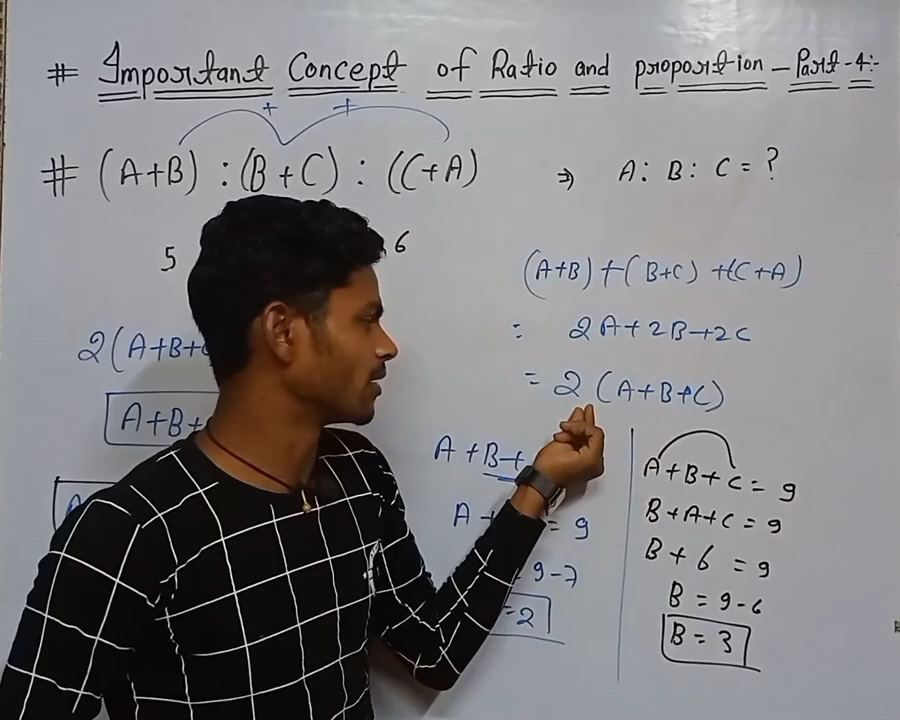 # Important Concept of Ratio and proportion - Part-4:-
+ +
# (A+B) : (B+C) : (C+A) ⇒ A: B: C = ?
5 6
(A+B)+(B+C)+(C+A)
2(A+B+
= 2A+2B+2C
= 2(A+B+C)
A+B+
A+B+
A+B+C = 9
A+ = 9
B+A+C = 9
9-7
B+6 = 9
=2
B = 9-6
B = 3